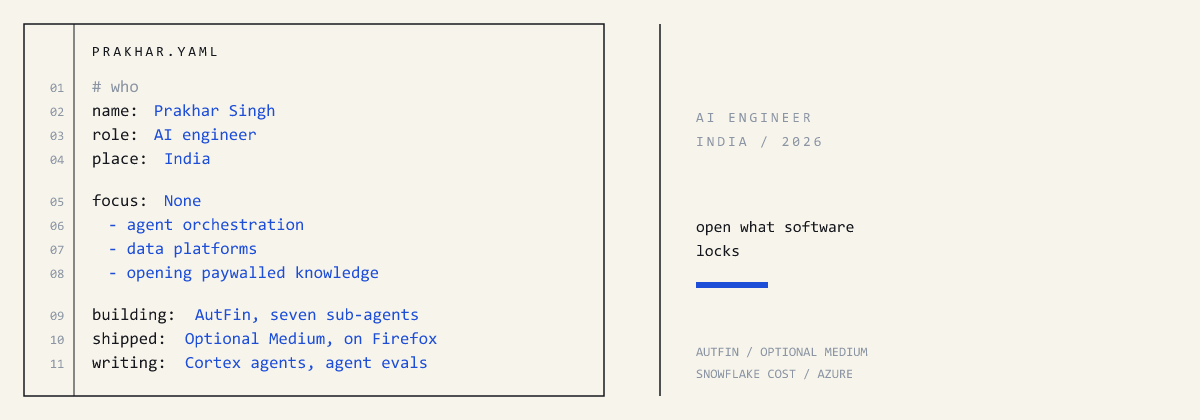 PRAKHAR.YAML
01 # who
02 name: Prakhar Singh
03 role: AI engineer
04 place: India
05 focus: None
06 - agent orchestration
07 - data platforms
08 - opening paywalled knowledge
09 building: AutFin, seven sub-agents
10 shipped: Optional Medium, on Firefox
11 writing: Cortex agents, agent evals
AI ENGINEER
INDIA / 2026
open what software
locks
AUTFIN / OPTIONAL MEDIUM
SNOWFLAKE COST / AZURE